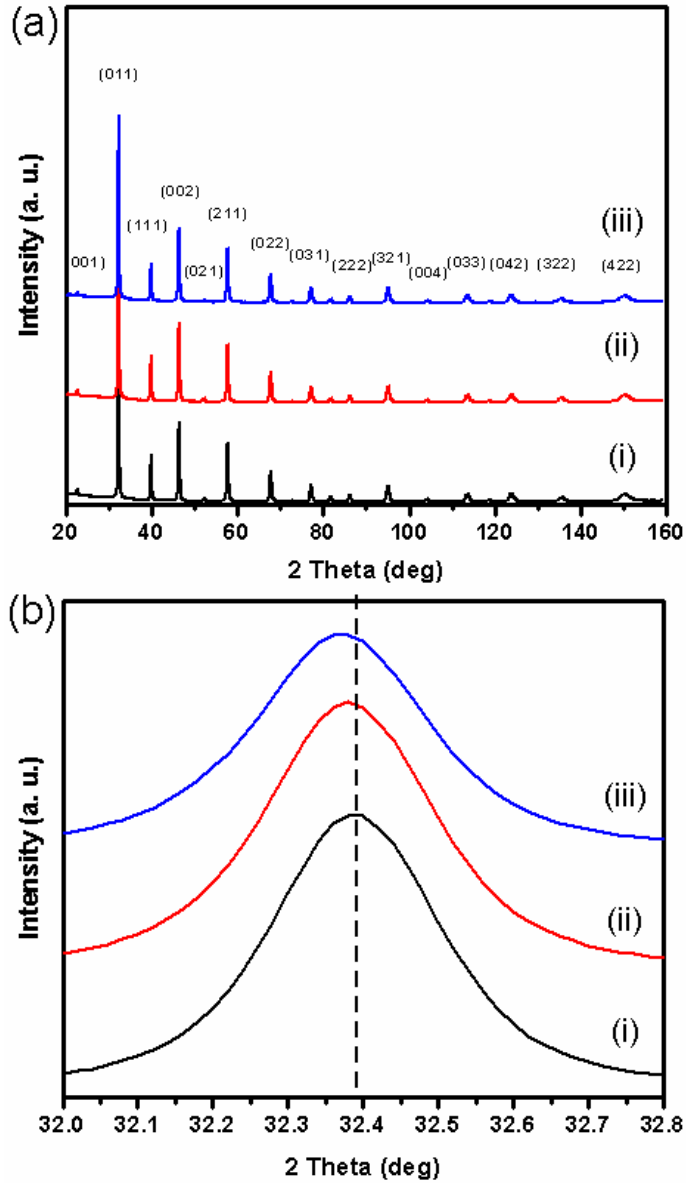 (a)
(011)
(002)
(211)
(111)
(022)
(031)
(321)
(033)
(042)
(322)
(422)
(001)
(021)
(222)
(004)
(iii)
(ii)
(i)
Intensity (a. u.)
20 40 60 80 100 120 140 160
2 Theta (deg)
(b)
(iii)
(ii)
(i)
Intensity (a. u.)
32.0 32.1 32.2 32.3 32.4 32.5 32.6 32.7 32.8
2 Theta (deg)